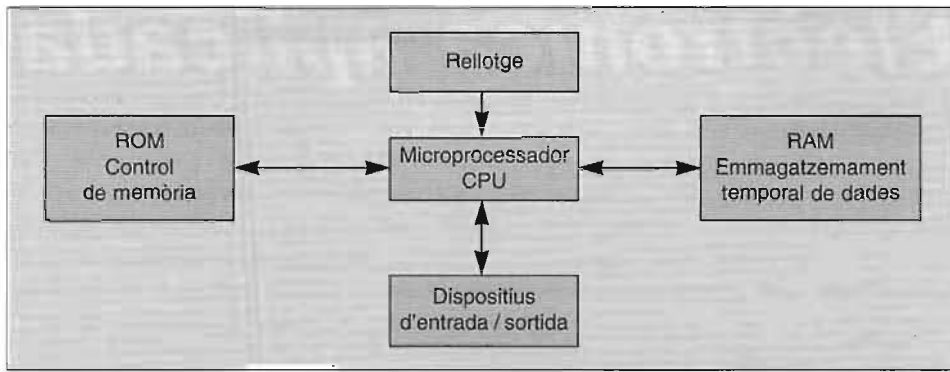 Rellotge
ROM
Control
de memòria
Microprocessador
CPU
RAM
Emmagatzemament
temporal de dades
Dispositius
d'entrada / sortida